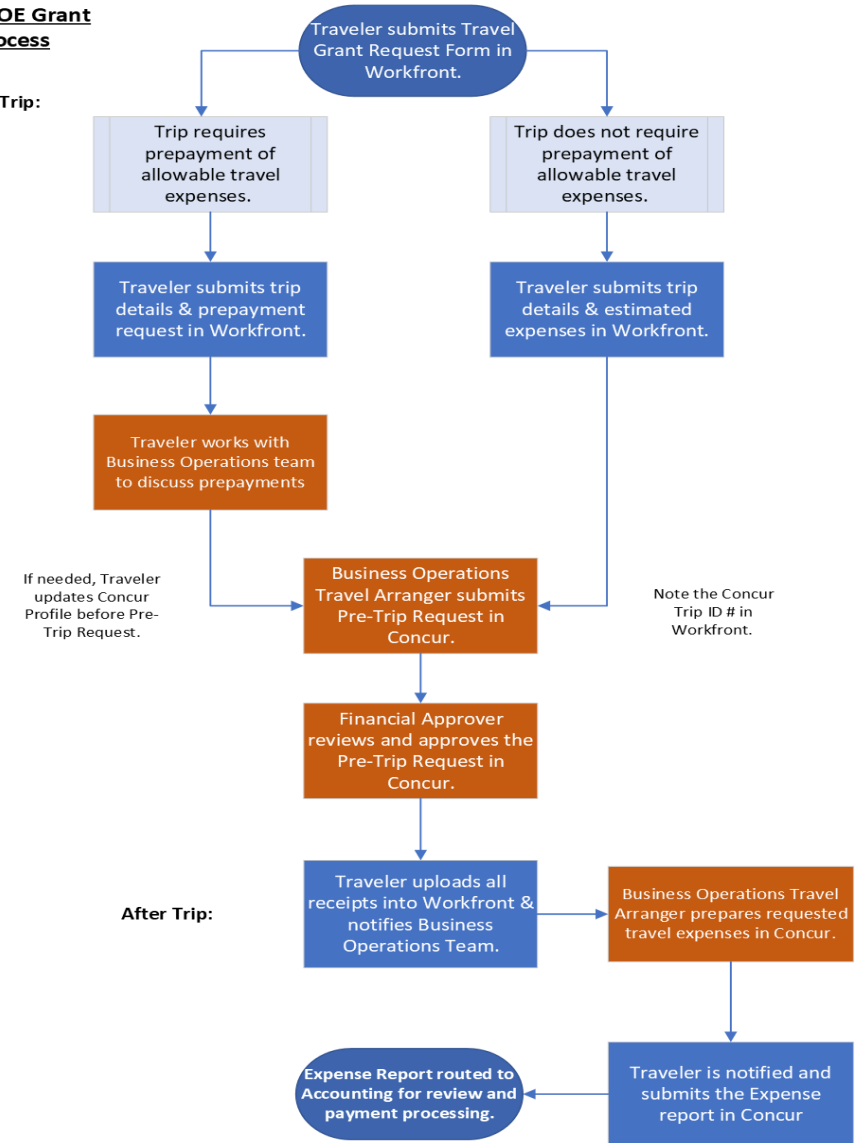 OE Grant
Traveler submits Travel
Grant Request Form in
Workfront.
Trip:
Trip requires
prepayment of
allowable travel
expenses.
Trip does not require
prepayment of
allowable travel
expenses.
Traveler submits trip
details & prepayment
request in Workfront.
Traveler submits trip
details & estimated
expenses in Workfront.
Traveler works with
Business Operations team
to discuss prepayments
If needed, Traveler
updates Concur
Profile before Pre-
Trip Request.
Business Operations
Travel Arranger submits
Pre-Trip Request in
Concur.
Note the Concur
Trip ID # in
Workfront.
Financial Approver
reviews and approves the
Pre-Trip Request in
Concur.
After Trip:
Traveler uploads all
receipts into Workfront &
notifies Business
Operations Team.
Business Operations Travel
Arranger prepares requested
travel expenses in Concur.
Traveler is notified and
submits the Expense
report in Concur
Expense Report routed to
Accounting for review and
payment processing.